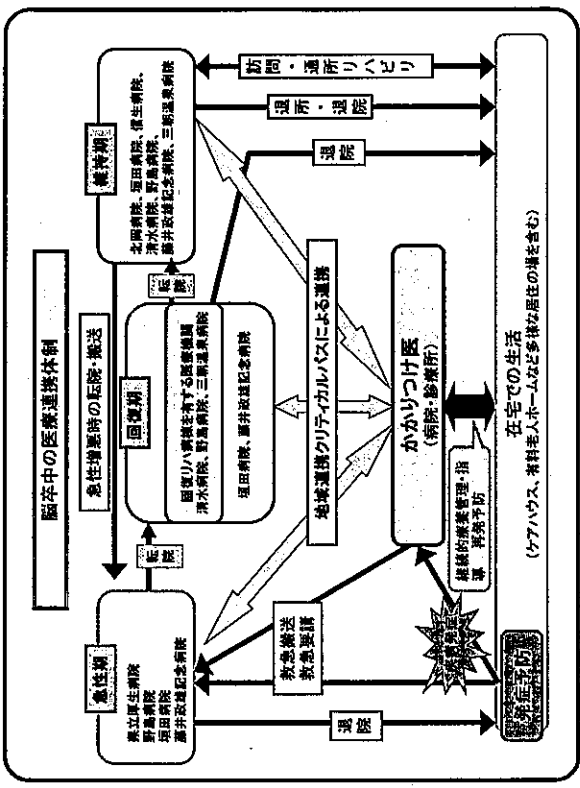 脳卒中の医療連携体制
急性増悪時の転院・搬送
急性期
県立厚生病院
野島病院
垣田病院
藤井政雄記念病院
転院
回復期
回復リハ病棟を有する医療機関
清水病院、野島病院、三朝温泉病院
垣田病院、藤井政雄記念病院
転院
維持期
北岡病院、垣田病院、信生病院、
清水病院、野島病院、
藤井政雄記念病院、三朝温泉病院
地域連携クリティカルパスによる連携
退院
救急搬送
救急要請
かかりつけ医
(病院・診療所)
退院
退所・退院
訪問・通所リハビリ
継続的療養管理・指
導 再発予防
発症予防
在宅での生活
(ケアハウス、有料老人ホームなど多様な居住の場を含む)